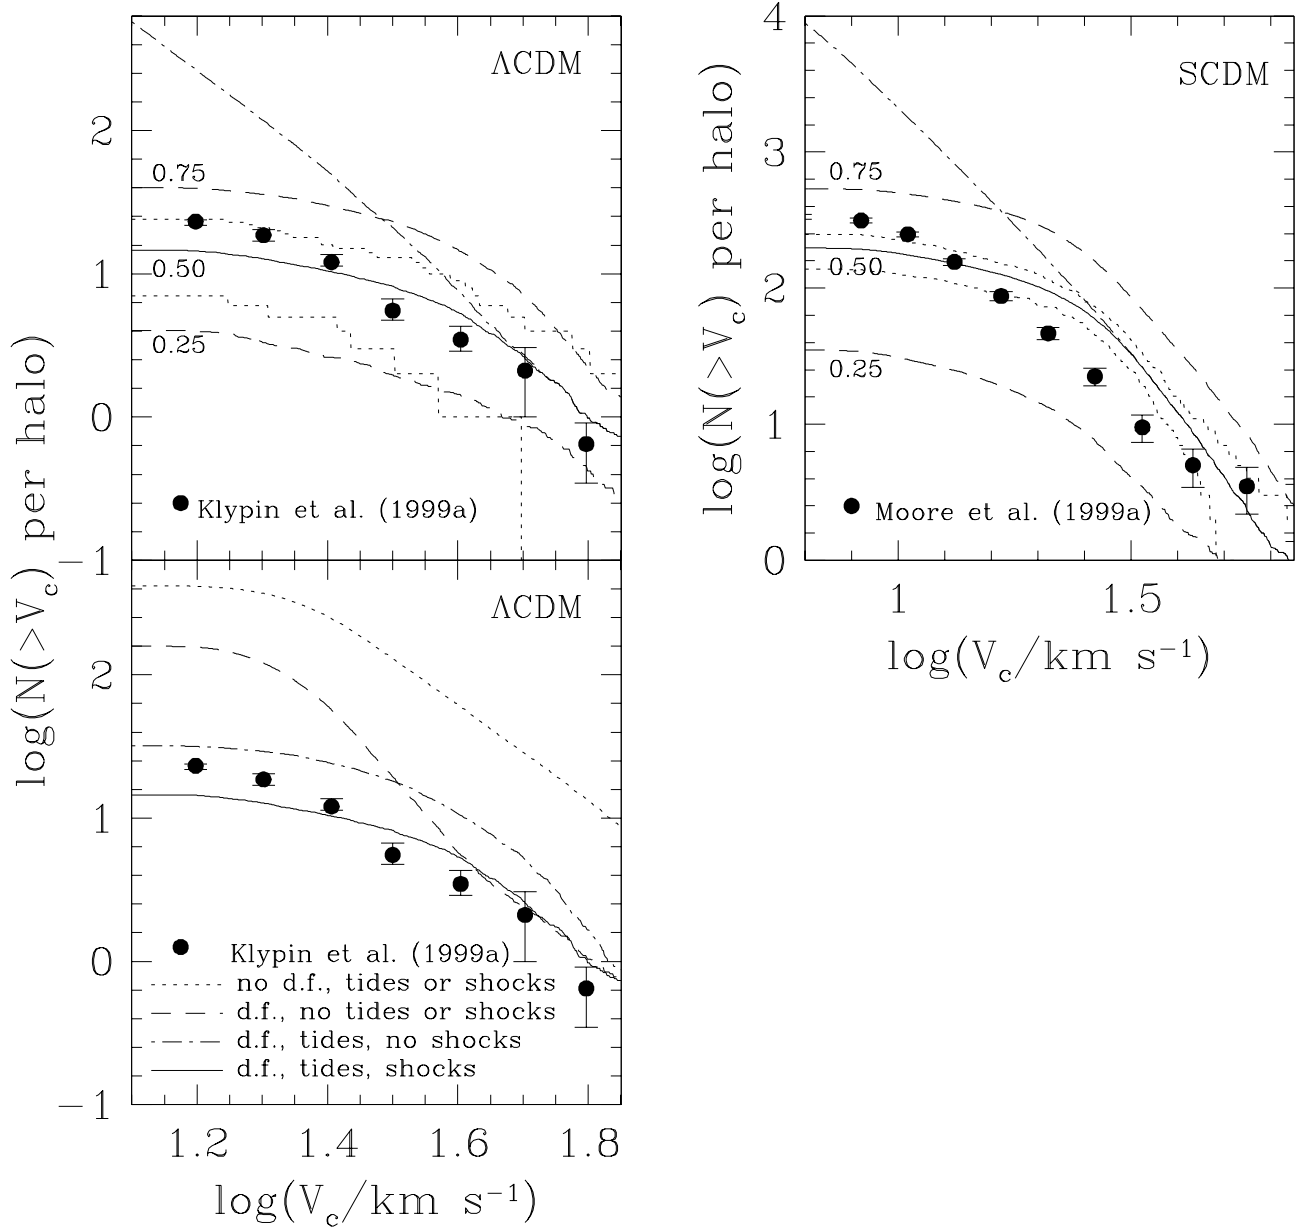 ΛCDM
2
1
0
−1
0.75
0.50
0.25
Klypin et al. (1999a)
log(N(>Vc) per halo)
ΛCDM
2
1
0
−1
Klypin et al. (1999a)
no d.f., tides or shocks
d.f., no tides or shocks
d.f., tides, no shocks
d.f., tides, shocks
1.2 1.4 1.6 1.8
log(Vc/km s⁻¹)
SCDM
4
3
2
1
0
0.75
0.50
0.25
Moore et al. (1999a)
log(N(>Vc) per halo)
1 1.5
log(Vc/km s⁻¹)